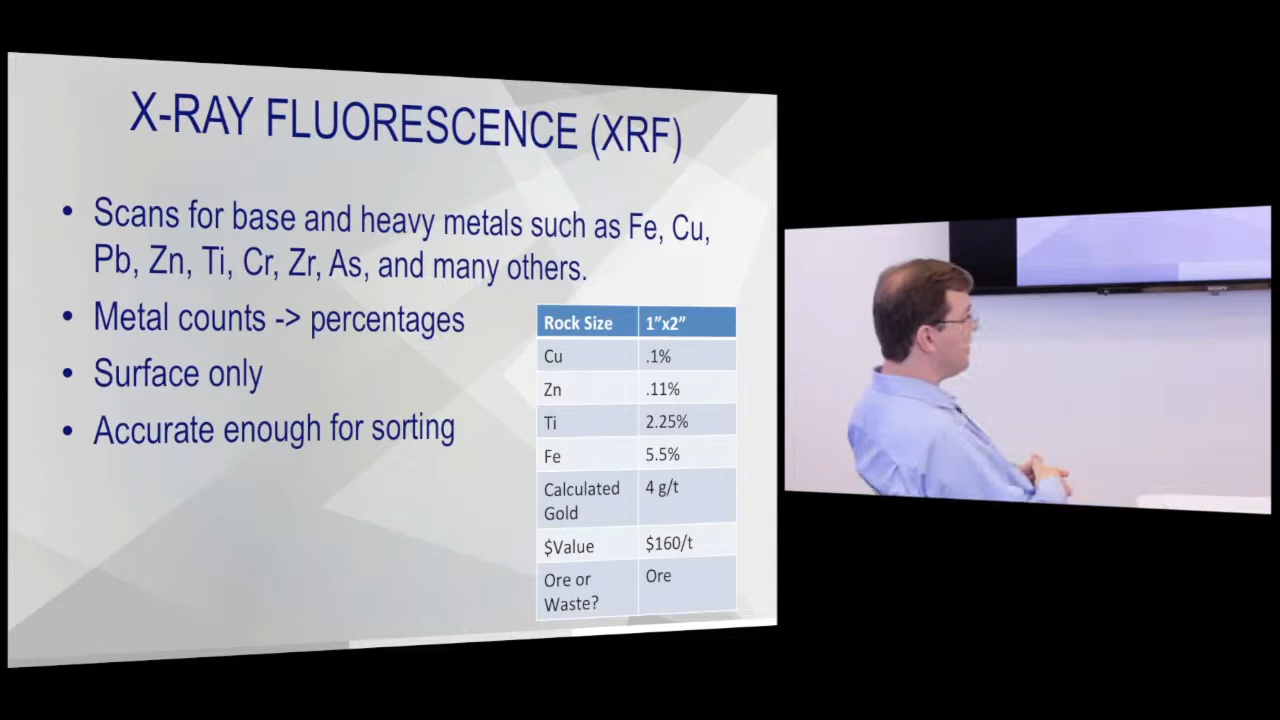 X-RAY FLUORESCENCE (XRF)
• Scans for base and heavy metals such as Fe, Cu,
Pb, Zn, Ti, Cr, Zr, As, and many others.
• Metal counts -> percentages
• Surface only
• Accurate enough for sorting
Rock Size 1”x2”
Cu .1%
Zn .11%
Ti 2.25%
Fe 5.5%
Calculated Gold 4 g/t
$Value $160/t
Ore or Waste? Ore
SONY